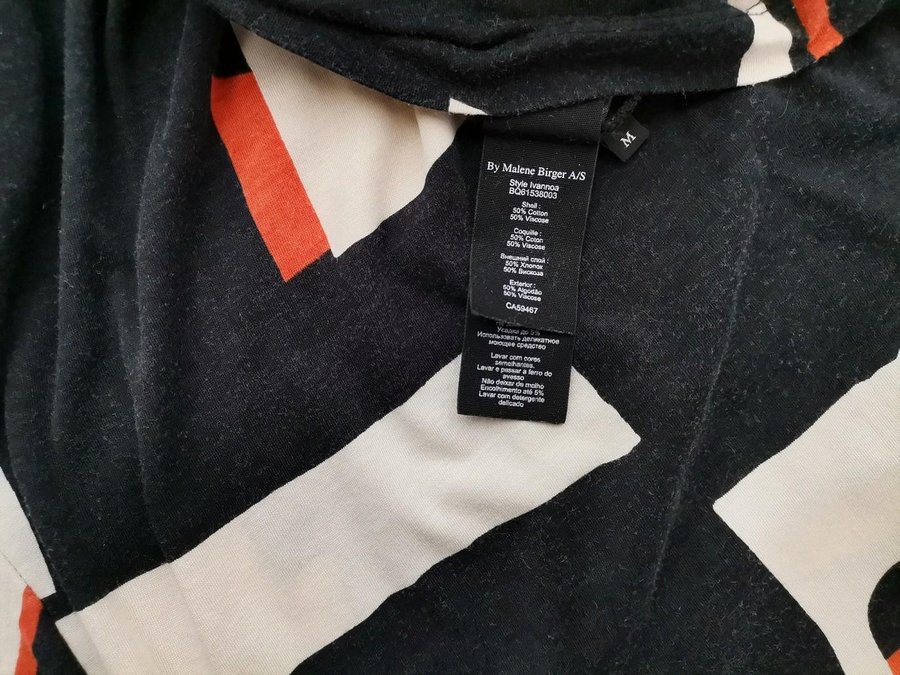 M
By Malene Birger A/S
Style Ivannoa
BQ61538003
Shell :
50% Cotton
50% Viscose
Coquille :
50% Coton
50% Viscose
Внешний слой :
50% Хлопок
50% Вискоза
Exterior :
50% Algodão
50% Viscose
CA59467
Усадка до 5%
Использовать деликатное
моющее средство
Lavar com cores
semelhantes.
Lavar e passar a ferro do
avesso
Não deixar de molho
Encolhimento até 5%
Lavar com detergente
delicado